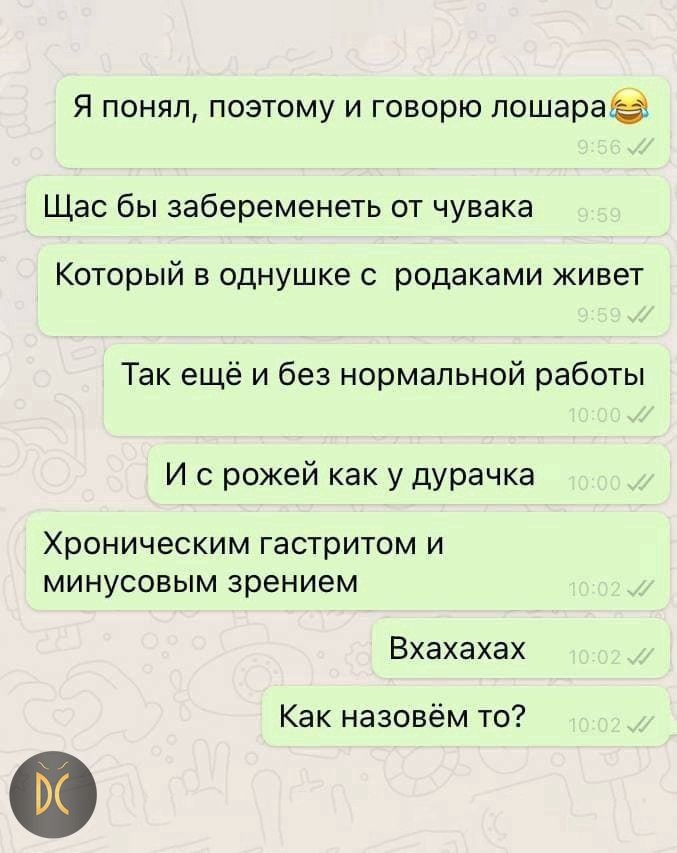 Я понял, поэтому и говорю лошара😂
9:56
Щас бы забеременеть от чувака
9:59
Который в однушке с  родаками живет
9:59
Так ещё и без нормальной работы
10:00
И с рожей как у дурачка
10:00
Хроническим гастритом и
минусовым зрением
10:02
Вхахахах
10:02
Как назовём то?
10:02
DC